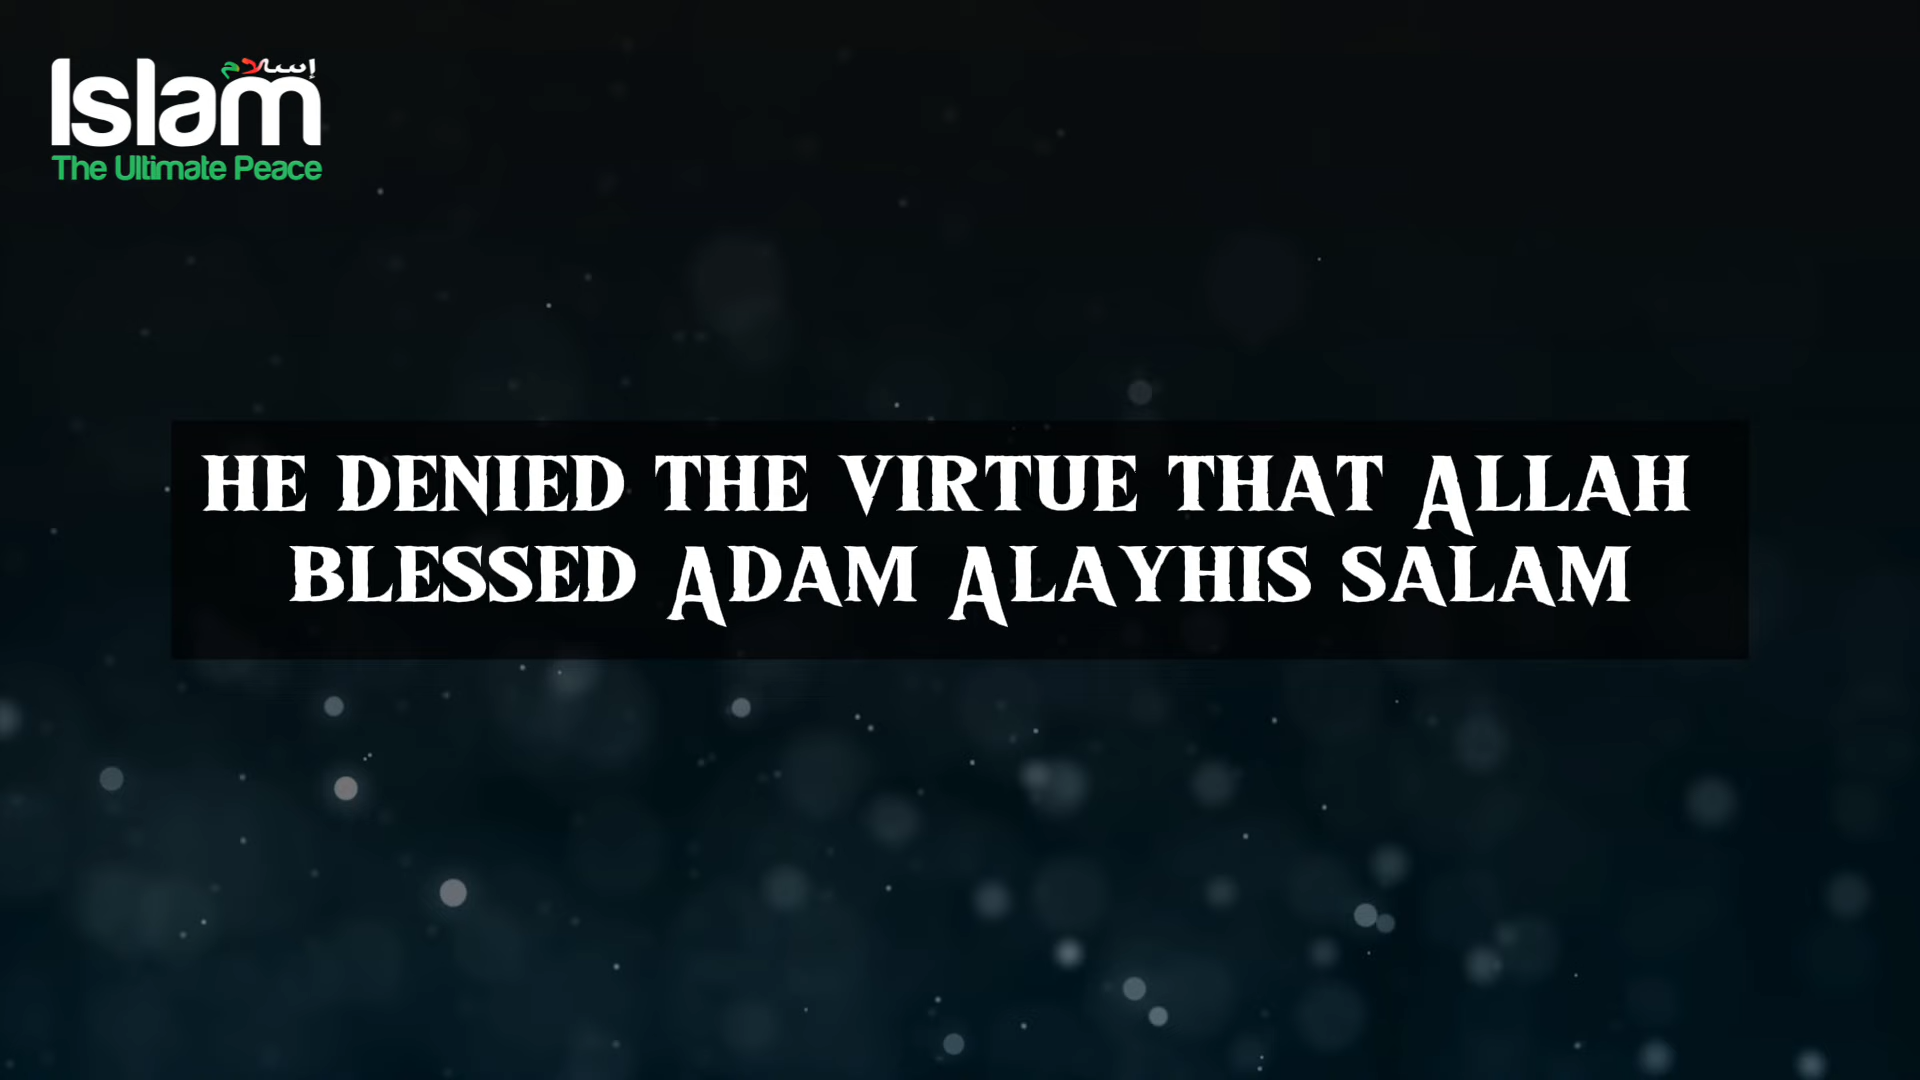 إسلام
Islam
The Ultimate Peace
HE DENIED THE VIRTUE THAT ALLAH
BLESSED ADAM ALAYHIS SALAM